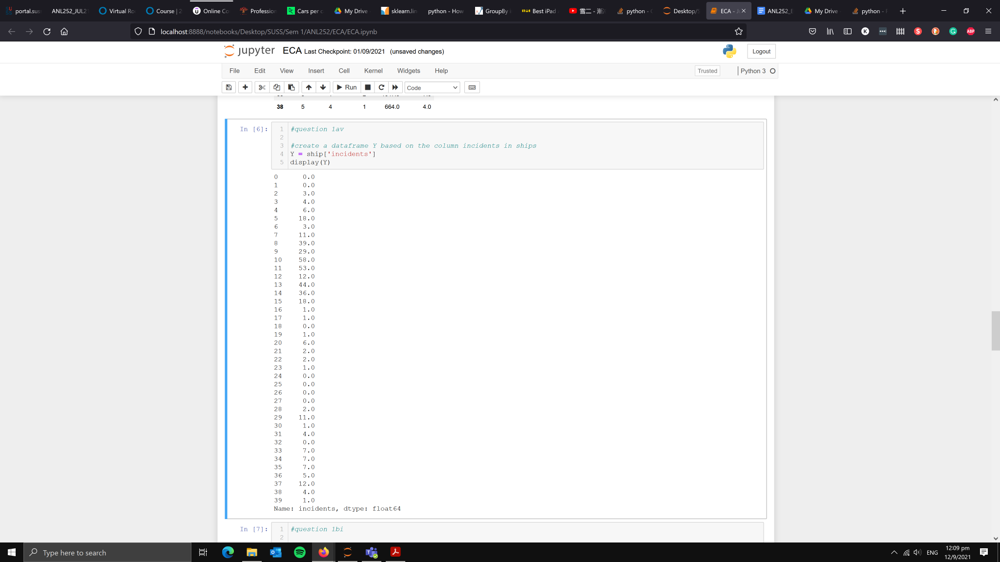 portal.sus
ANL252_JUL2
Virtual Ro
Course | 2
Online Co
Profession
Cars per c
My Drive
sklearn.lin
python - How
GroupBy
Best iPad
雪二 - 漸
python -
Desktop/S
ECA - J
ANL252_E
My Drive
python - F
localhost:8888/notebooks/Desktop/SUSS/Sem 1/ANL252/ECA/ECA.ipynb
jupyter ECA Last Checkpoint: 01/09/2021 (unsaved changes)
Logout
File Edit View Insert Cell Kernel Widgets Help
Trusted Python 3
Run Code
38 5 4 1 664.0 4.0
In [6]: 1 #question 1av
2
3 #create a dataframe Y based on the column incidents in ships
4 Y = ship['incidents']
5 display(Y)
0 0.0
1 0.0
2 3.0
3 4.0
4 6.0
5 18.0
6 3.0
7 11.0
8 39.0
9 29.0
10 58.0
11 53.0
12 12.0
13 44.0
14 36.0
15 18.0
16 1.0
17 1.0
18 0.0
19 1.0
20 6.0
21 2.0
22 2.0
23 1.0
24 0.0
25 0.0
26 0.0
27 0.0
28 2.0
29 11.0
30 1.0
31 4.0
32 0.0
33 7.0
34 7.0
35 7.0
36 5.0
37 12.0
38 4.0
39 1.0
Name: incidents, dtype: float64
In [7]: 1 #question 1bi
2
Type here to search
ENG
12:09 pm
12/9/2021